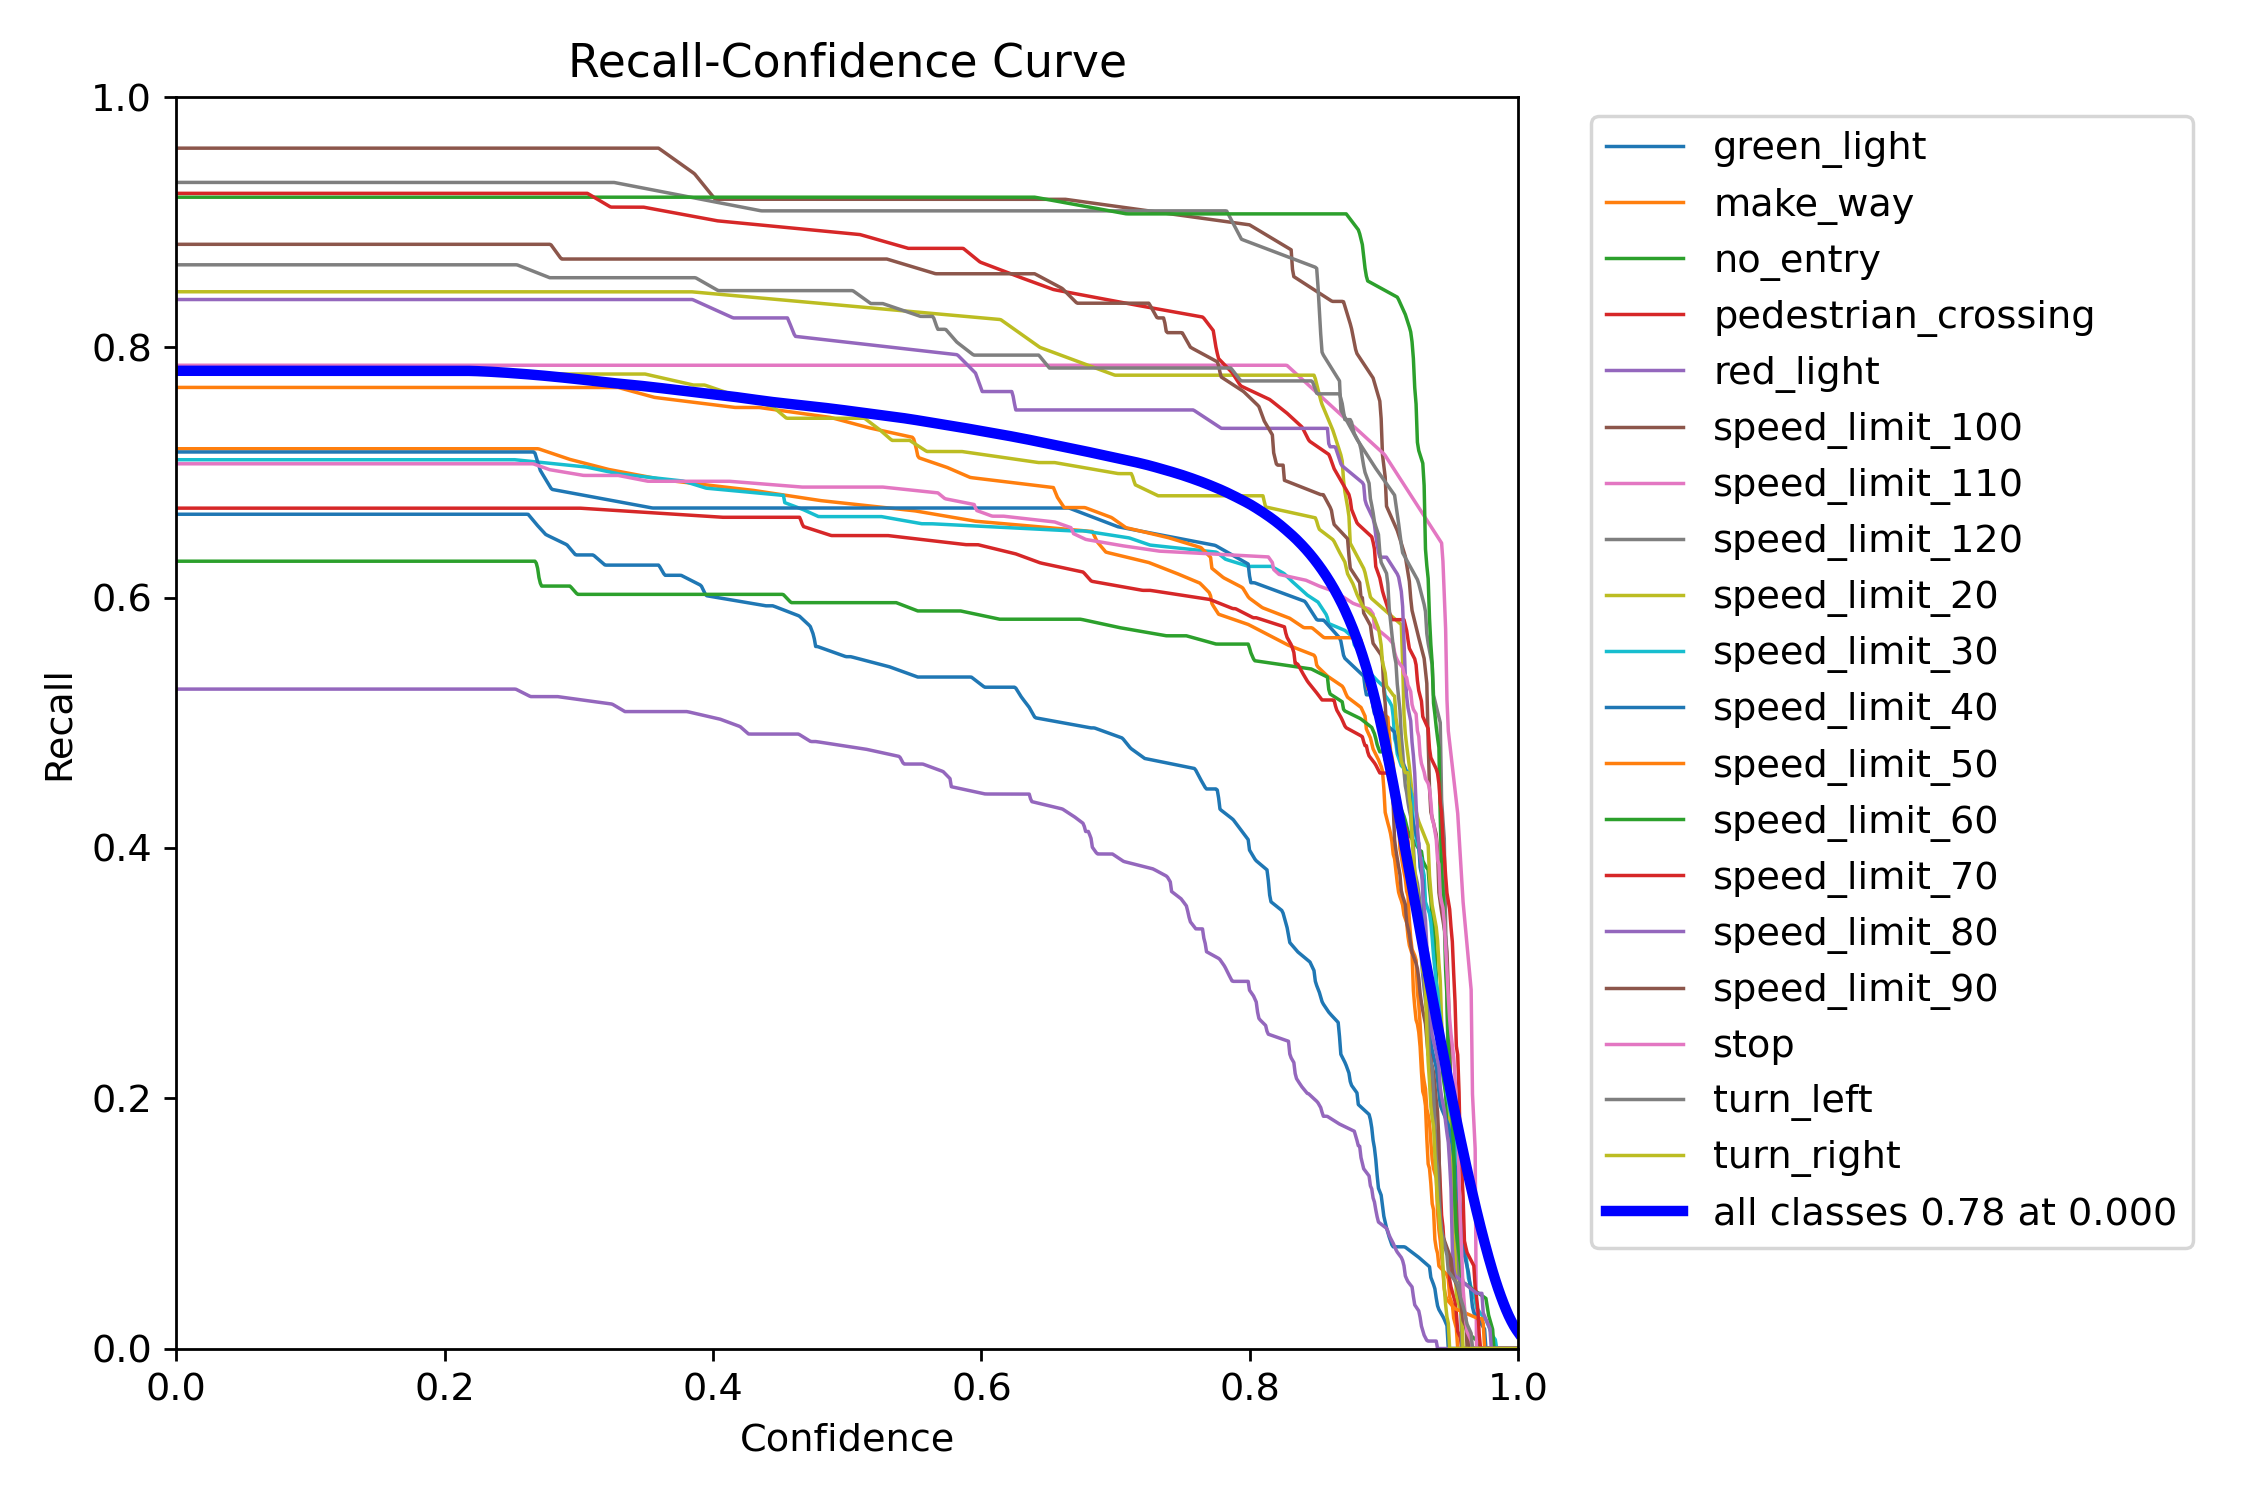 Recall-Confidence Curve
1.0
0.8
0.6
0.4
0.2
0.0
Recall
0.0 0.2 0.4 0.6 0.8 1.0
Confidence
green_light
make_way
no_entry
pedestrian_crossing
red_light
speed_limit_100
speed_limit_110
speed_limit_120
speed_limit_20
speed_limit_30
speed_limit_40
speed_limit_50
speed_limit_60
speed_limit_70
speed_limit_80
speed_limit_90
stop
turn_left
turn_right
all classes 0.78 at 0.000